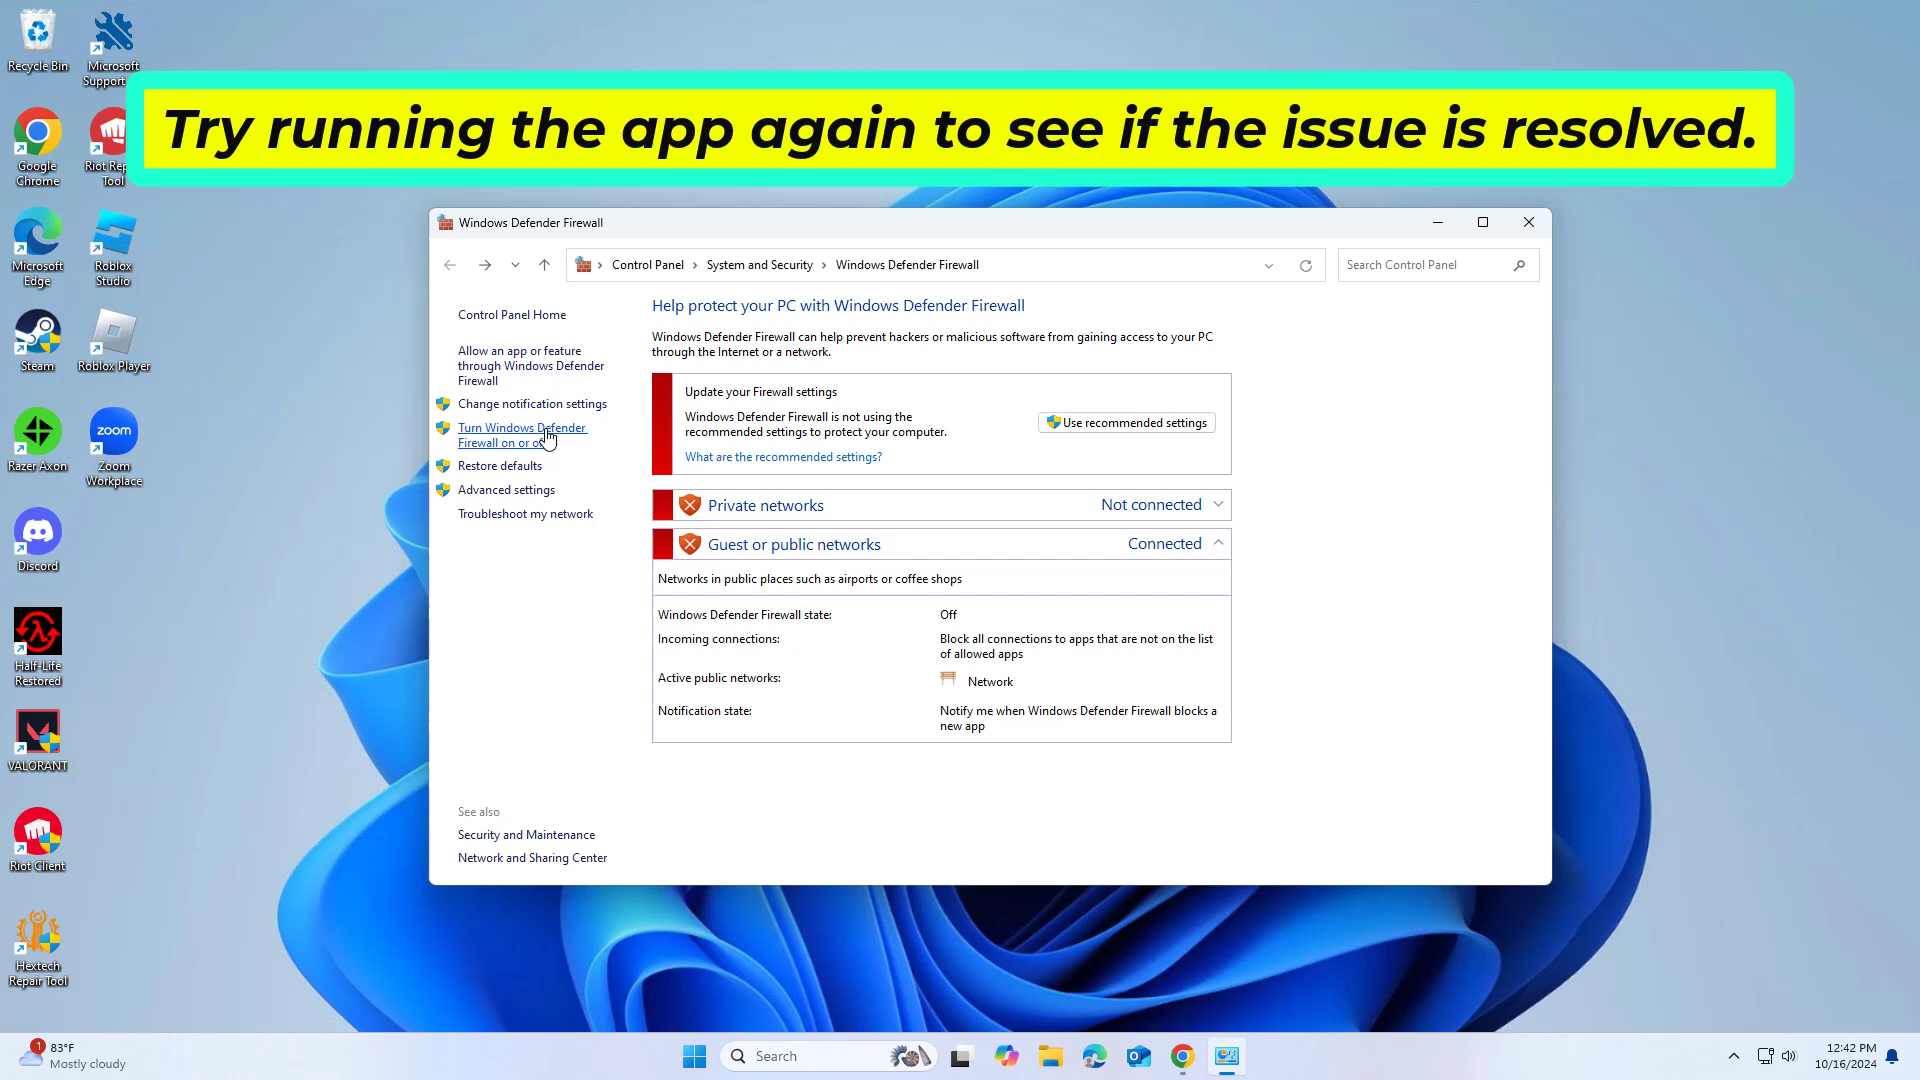 Recycle Bin
Microsoft
Support
Try running the app again to see if the issue is resolved.
Google
Chrome
Riot Rep
Tool
Microsoft
Edge
Roblox
Studio
Steam
Roblox Player
Razer Axon
zoom
Zoom
Workplace
Discord
Half-Life
Restored
VALORANT
Riot Client
Hextech
Repair Tool
Windows Defender Firewall
Control Panel
System and Security
Windows Defender Firewall
Search Control Panel
Control Panel Home
Allow an app or feature
through Windows Defender
Firewall
Change notification settings
Turn Windows Defender
Firewall on or o
Restore defaults
Advanced settings
Troubleshoot my network
See also
Security and Maintenance
Network and Sharing Center
Help protect your PC with Windows Defender Firewall
Windows Defender Firewall can help prevent hackers or malicious software from gaining access to your PC
through the Internet or a network.
Update your Firewall settings
Windows Defender Firewall is not using the
recommended settings to protect your computer.
Use recommended settings
What are the recommended settings?
Private networks Not connected
Guest or public networks Connected
Networks in public places such as airports or coffee shops
Windows Defender Firewall state: Off
Incoming connections: Block all connections to apps that are not on the list
of allowed apps
Active public networks: Network
Notification state: Notify me when Windows Defender Firewall blocks a
new app
1
83°F
Mostly cloudy
Search
12:42 PM
10/16/2024